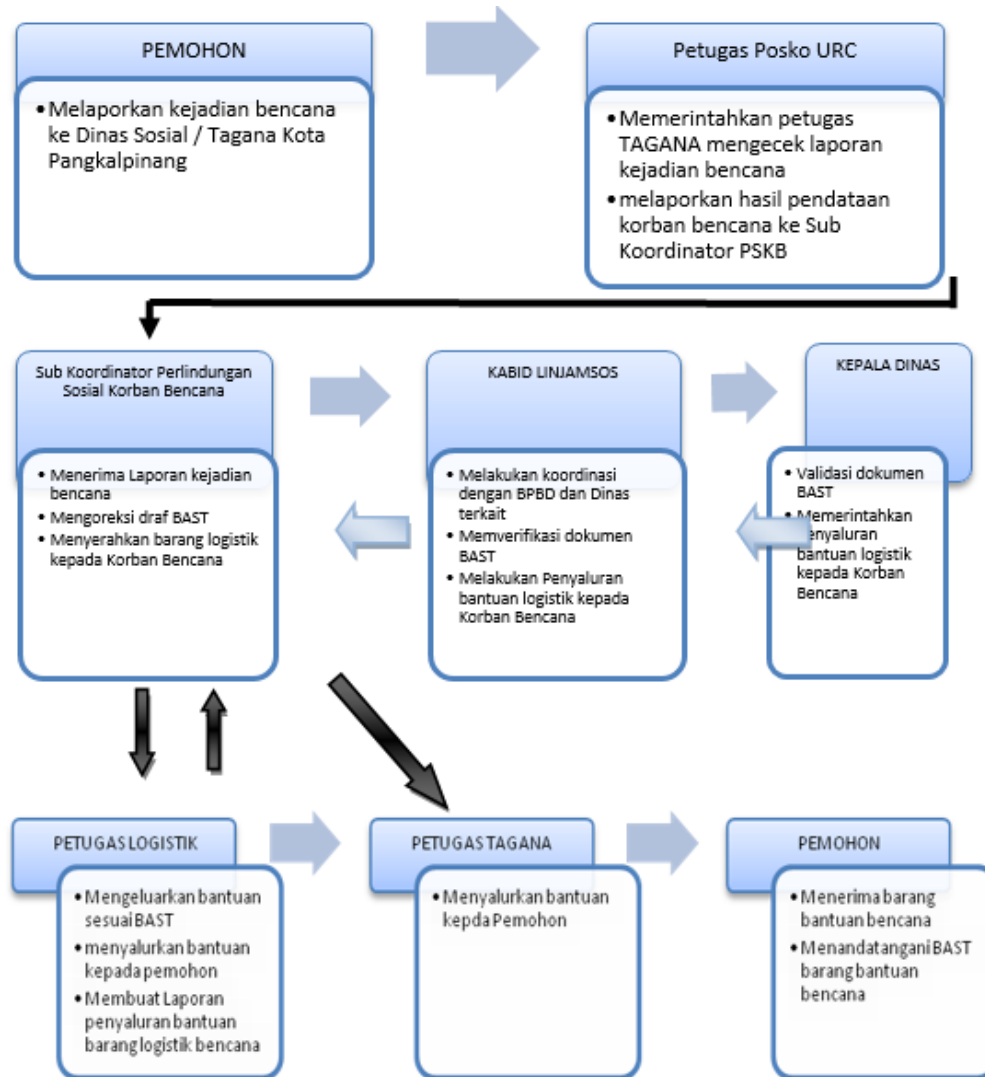 PEMOHON
• Melaporkan kejadian bencana
ke Dinas Sosial / Tagana Kota
Pangkalpinang
Petugas Posko URC
• Memerintahkan petugas
TAGANA mengecek laporan
kejadian bencana
• melaporkan hasil pendataan
korban bencana ke Sub
Koordinator PSKB
Sub Koordinator Perlindungan
Sosial Korban Bencana
• Menerima Laporan kejadian
bencana
• Mengoreksi draf BAST
• Menyerahkan barang logistik
kepada Korban Bencana
KABID LINJAMSOS
• Melakukan koordinasi
dengan BPBD dan Dinas
terkait
• Memverifikasi dokumen
BAST
• Melakukan Penyaluran
bantuan logistik kepada
Korban Bencana
KEPALA DINAS
• Validasi dokumen
BAST
• Memerintahkan
penyaluran
bantuan logistik
kepada Korban
Bencana
PETUGAS LOGISTIK
• Mengeluarkan bantuan
sesuai BAST
• menyalurkan bantuan
kepada pemohon
• Membuat Laporan
penyaluran bantuan
barang logistik bencana
PETUGAS TAGANA
• Menyalurkan bantuan
kepda Pemohon
PEMOHON
• Menerima barang
bantuan bencana
• Menandatangani BAST
barang bantuan
bencana